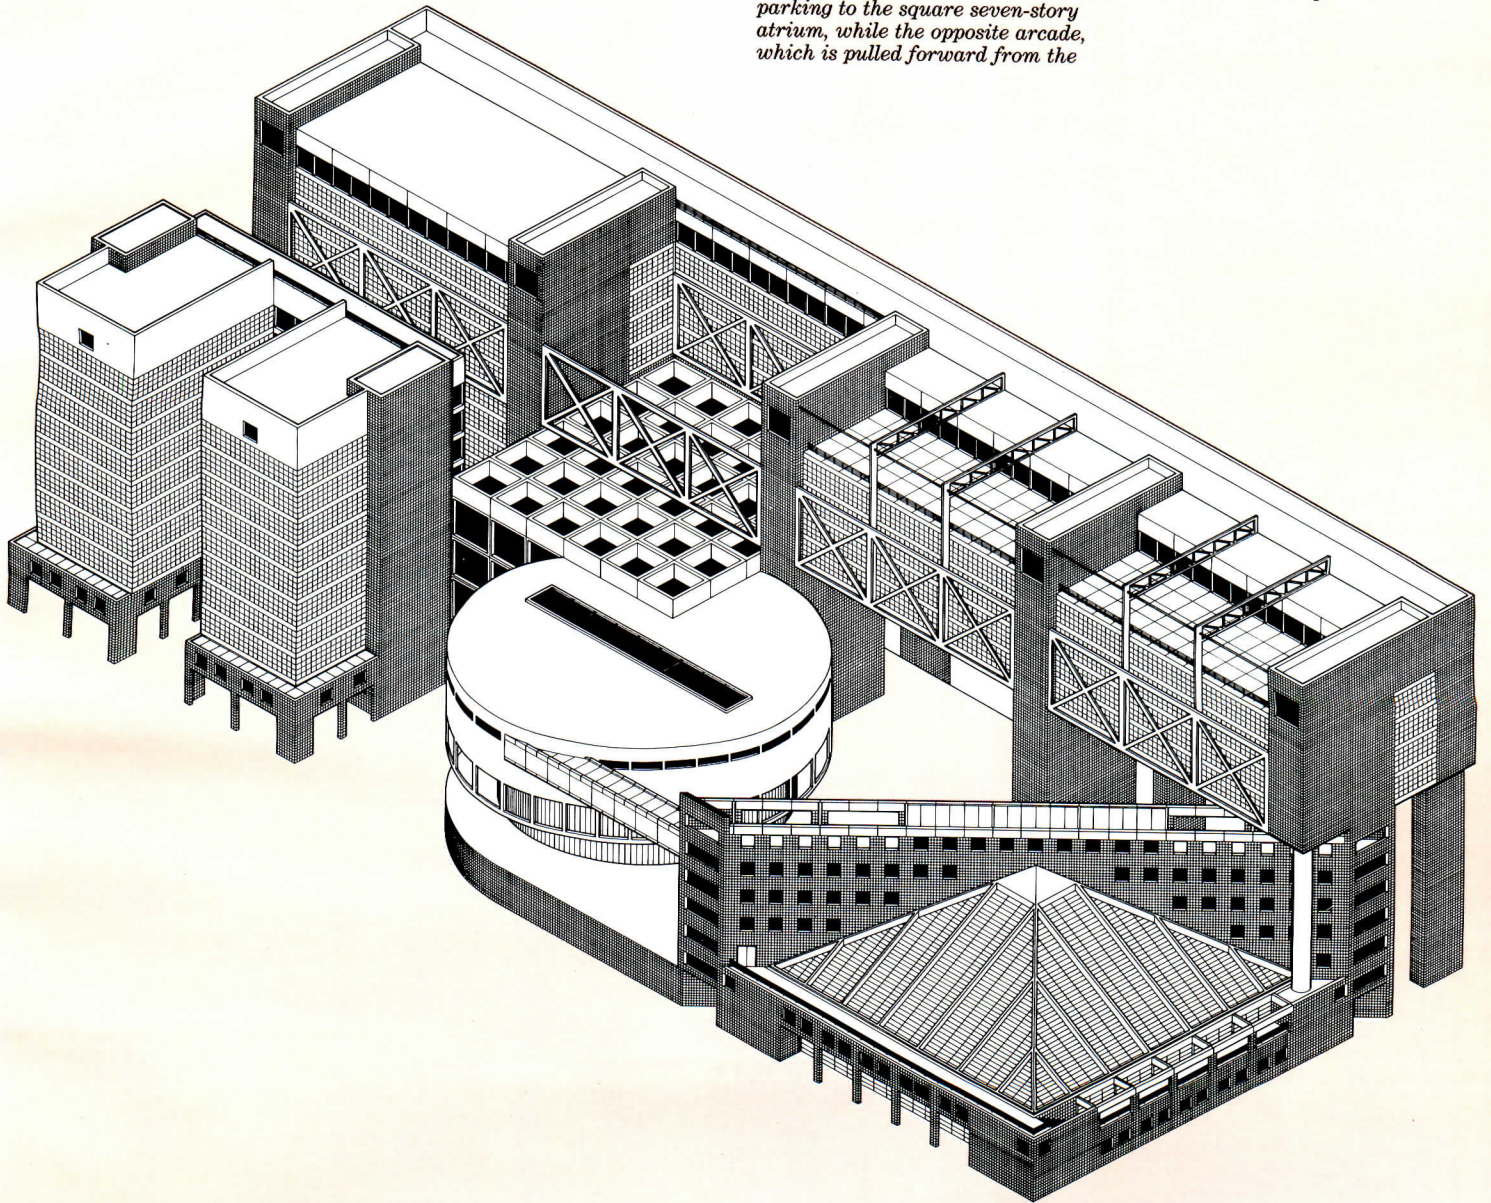 parking to the square seven-story
atrium, while the opposite arcade,
which is pulled forward from the